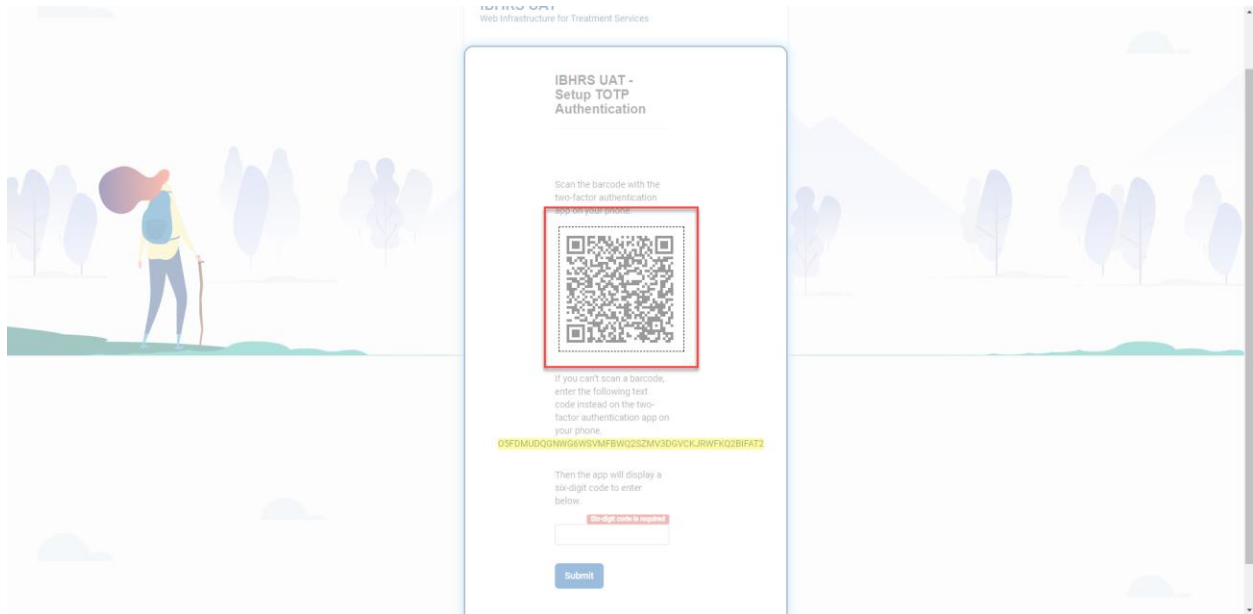 IBHRS UAT
Web Infrastructure for Treatment Services
IBHRS UAT -
Setup TOTP
Authentication
Scan the barcode with the
two-factor authentication
app on your phone.
If you can't scan a barcode,
enter the following text
code instead on the two-
factor authentication app on
your phone.
O5FDMUDQGNWG6WSVMFBWQ2SZMV3DGVCKJRWFKQ2BIFAT2
Then the app will display a
six-digit code to enter
below.
Six-digit code is required
Submit